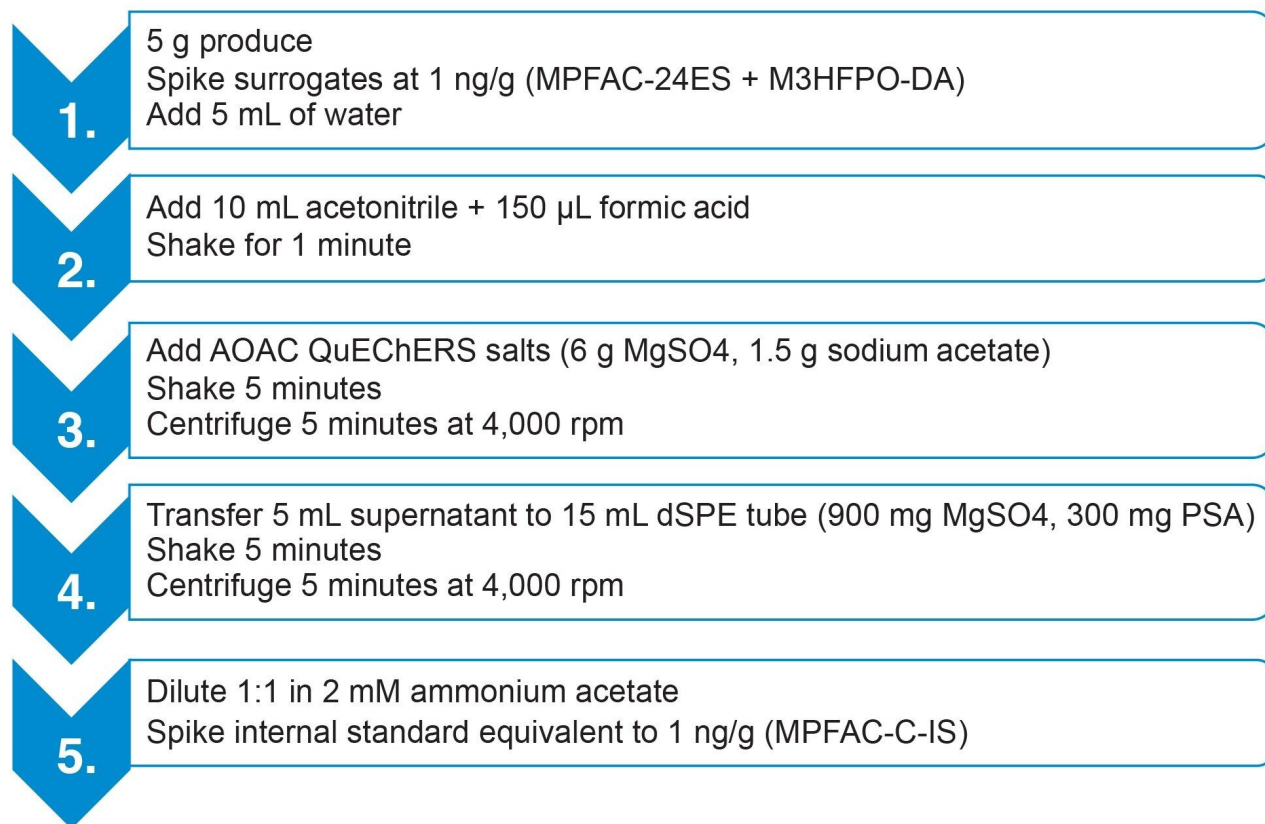 1.
5 g produce
Spike surrogates at 1 ng/g (MPFAC-24ES + M3HFPO-DA)
Add 5 mL of water
2.
Add 10 mL acetonitrile + 150 µL formic acid
Shake for 1 minute
3.
Add AOAC QuEChERS salts (6 g MgSO4, 1.5 g sodium acetate)
Shake 5 minutes
Centrifuge 5 minutes at 4,000 rpm
4.
Transfer 5 mL supernatant to 15 mL dSPE tube (900 mg MgSO4, 300 mg PSA)
Shake 5 minutes
Centrifuge 5 minutes at 4,000 rpm
5.
Dilute 1:1 in 2 mM ammonium acetate
Spike internal standard equivalent to 1 ng/g (MPFAC-C-IS)